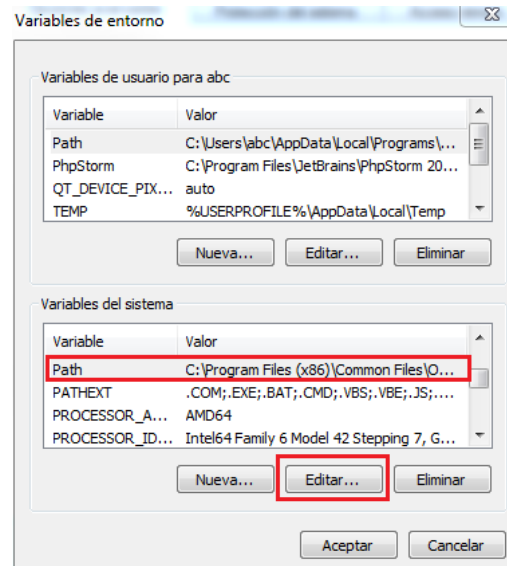 Variables de entorno
Variables de usuario para abc
Variable Valor
Path C:\Users\abc\AppData\Local\Programs\...
PhpStorm C:\Program Files\JetBrains\PhpStorm 20...
QT_DEVICE_PIX... auto
TEMP %USERPROFILE%\AppData\Local\Temp
Nueva... Editar... Eliminar
Variables del sistema
Variable Valor
Path C:\Program Files (x86)\Common Files\O...
PATHEXT .COM;.EXE;.BAT;.CMD;.VBS;.VBE;.JS;....
PROCESSOR_A... AMD64
PROCESSOR_ID... Intel64 Family 6 Model 42 Stepping 7, G...
Nueva... Editar... Eliminar
Aceptar Cancelar